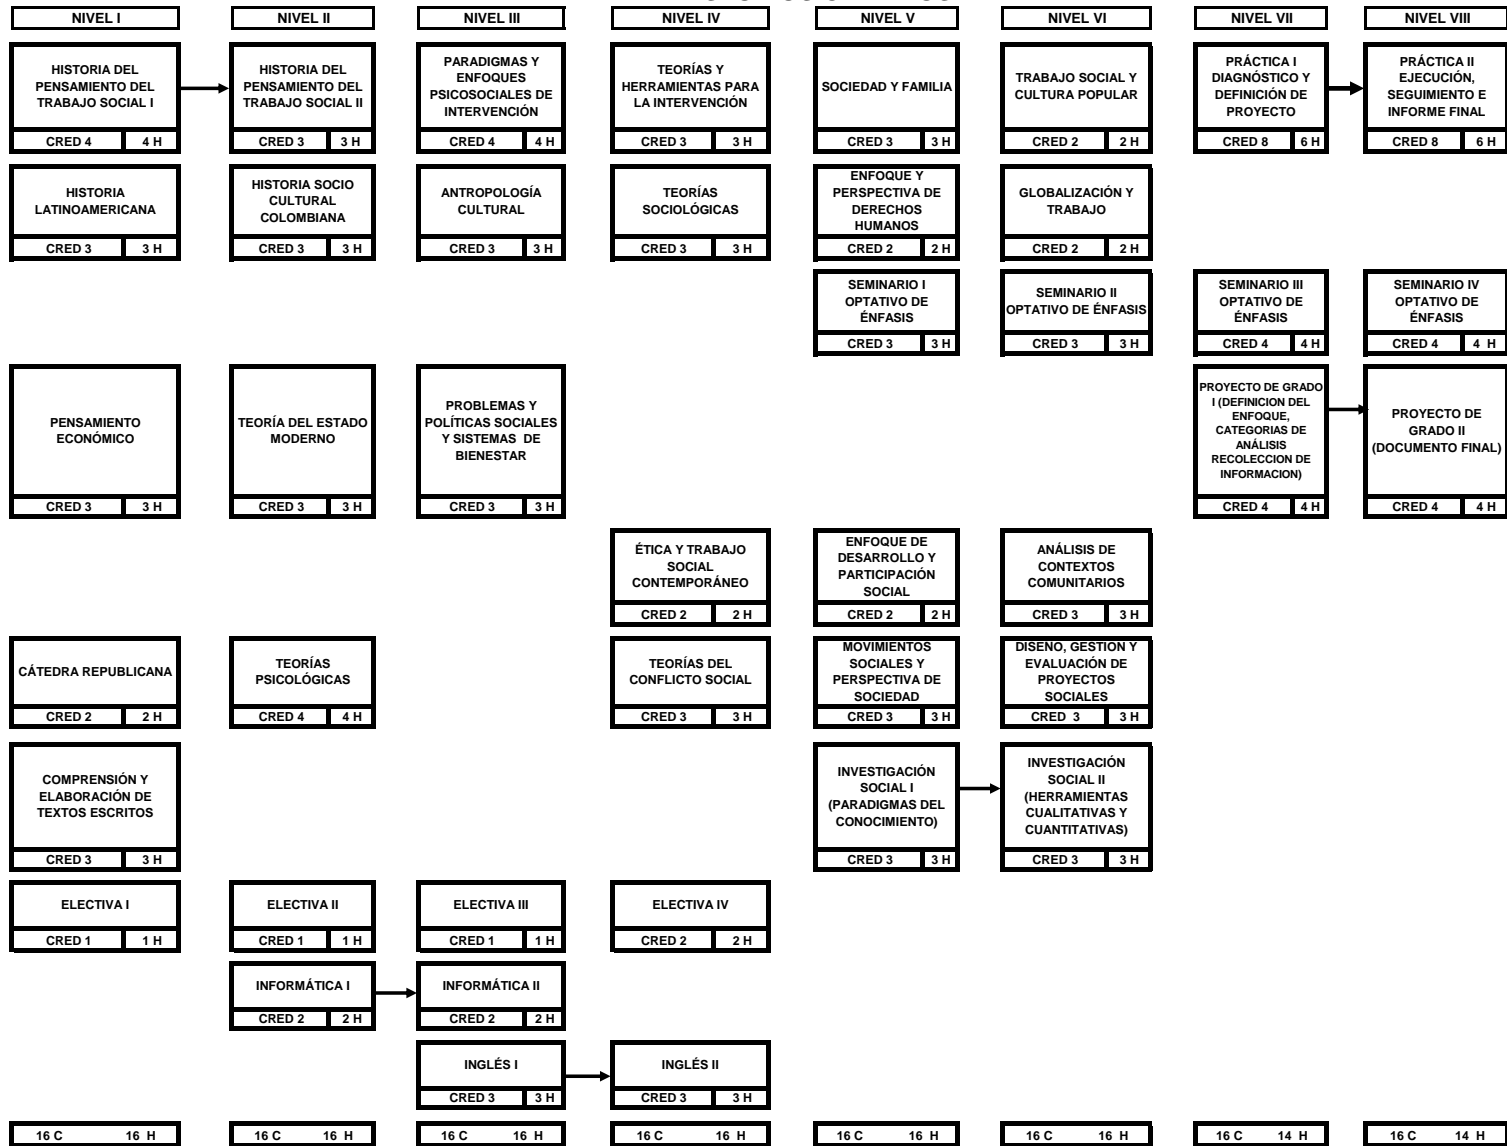 NIVEL I
NIVEL II
NIVEL III
NIVEL IV
NIVEL V
NIVEL VI
NIVEL VII
NIVEL VIII
HISTORIA DEL
PENSAMIENTO DEL
TRABAJO SOCIAL I
CRED 4 4 H
HISTORIA DEL
PENSAMIENTO DEL
TRABAJO SOCIAL II
CRED 3 3 H
PARADIGMAS Y
ENFOQUES
PSICOSOCIALES DE
INTERVENCIÓN
CRED 4 4 H
TEORÍAS Y
HERRAMIENTAS PARA
LA INTERVENCIÓN
CRED 3 3 H
SOCIEDAD Y FAMILIA
CRED 3 3 H
TRABAJO SOCIAL Y
CULTURA POPULAR
CRED 2 2 H
PRÁCTICA I
DIAGNÓSTICO Y
DEFINICIÓN DE
PROYECTO
CRED 8 6 H
PRÁCTICA II
EJECUCIÓN,
SEGUIMIENTO E
INFORME FINAL
CRED 8 6 H
HISTORIA
LATINOAMERICANA
CRED 3 3 H
HISTORIA SOCIO
CULTURAL
COLOMBIANA
CRED 3 3 H
ANTROPOLOGÍA
CULTURAL
CRED 3 3 H
TEORÍAS
SOCIOLÓGICAS
CRED 3 3 H
ENFOQUE Y
PERSPECTIVA DE
DERECHOS
HUMANOS
CRED 2 2 H
GLOBALIZACIÓN Y
TRABAJO
CRED 2 2 H
SEMINARIO I
OPTATIVO DE
ÉNFASIS
CRED 3 3 H
SEMINARIO II
OPTATIVO DE ÉNFASIS
CRED 3 3 H
SEMINARIO III
OPTATIVO DE
ÉNFASIS
CRED 4 4 H
SEMINARIO IV
OPTATIVO DE
ÉNFASIS
CRED 4 4 H
PENSAMIENTO
ECONÓMICO
CRED 3 3 H
TEORÍA DEL ESTADO
MODERNO
CRED 3 3 H
PROBLEMAS Y
POLÍTICAS SOCIALES
Y SISTEMAS DE
BIENESTAR
CRED 3 3 H
PROYECTO DE GRADO
I (DEFINICION DEL
ENFOQUE,
CATEGORIAS DE
ANÁLISIS
RECOLECCION DE
INFORMACION)
CRED 4 4 H
PROYECTO DE
GRADO II
(DOCUMENTO FINAL)
CRED 4 4 H
ÉTICA Y TRABAJO
SOCIAL
CONTEMPORÁNEO
CRED 2 2 H
ENFOQUE DE
DESARROLLO Y
PARTICIPACIÓN
SOCIAL
CRED 2 2 H
ANÁLISIS DE
CONTEXTOS
COMUNITARIOS
CRED 3 3 H
CÁTEDRA REPUBLICANA
CRED 2 2 H
TEORÍAS
PSICOLÓGICAS
CRED 4 4 H
TEORÍAS DEL
CONFLICTO SOCIAL
CRED 3 3 H
MOVIMIENTOS
SOCIALES Y
PERSPECTIVA DE
SOCIEDAD
CRED 3 3 H
DISENO, GESTION Y
EVALUACIÓN DE
PROYECTOS
SOCIALES
CRED 3 3 H
COMPRENSIÓN Y
ELABORACIÓN DE
TEXTOS ESCRITOS
CRED 3 3 H
INVESTIGACIÓN
SOCIAL I
(PARADIGMAS DEL
CONOCIMIENTO)
CRED 3 3 H
INVESTIGACIÓN
SOCIAL II
(HERRAMIENTAS
CUALITATIVAS Y
CUANTITATIVAS)
CRED 3 3 H
ELECTIVA I
CRED 1 1 H
ELECTIVA II
CRED 1 1 H
ELECTIVA III
CRED 1 1 H
ELECTIVA IV
CRED 2 2 H
INFORMÁTICA I
CRED 2 2 H
INFORMÁTICA II
CRED 2 2 H
INGLÉS I
CRED 3 3 H
INGLÉS II
CRED 3 3 H
16 C 16 H
16 C 16 H
16 C 16 H
16 C 16 H
16 C 16 H
16 C 16 H
16 C 14 H
16 C 14 H